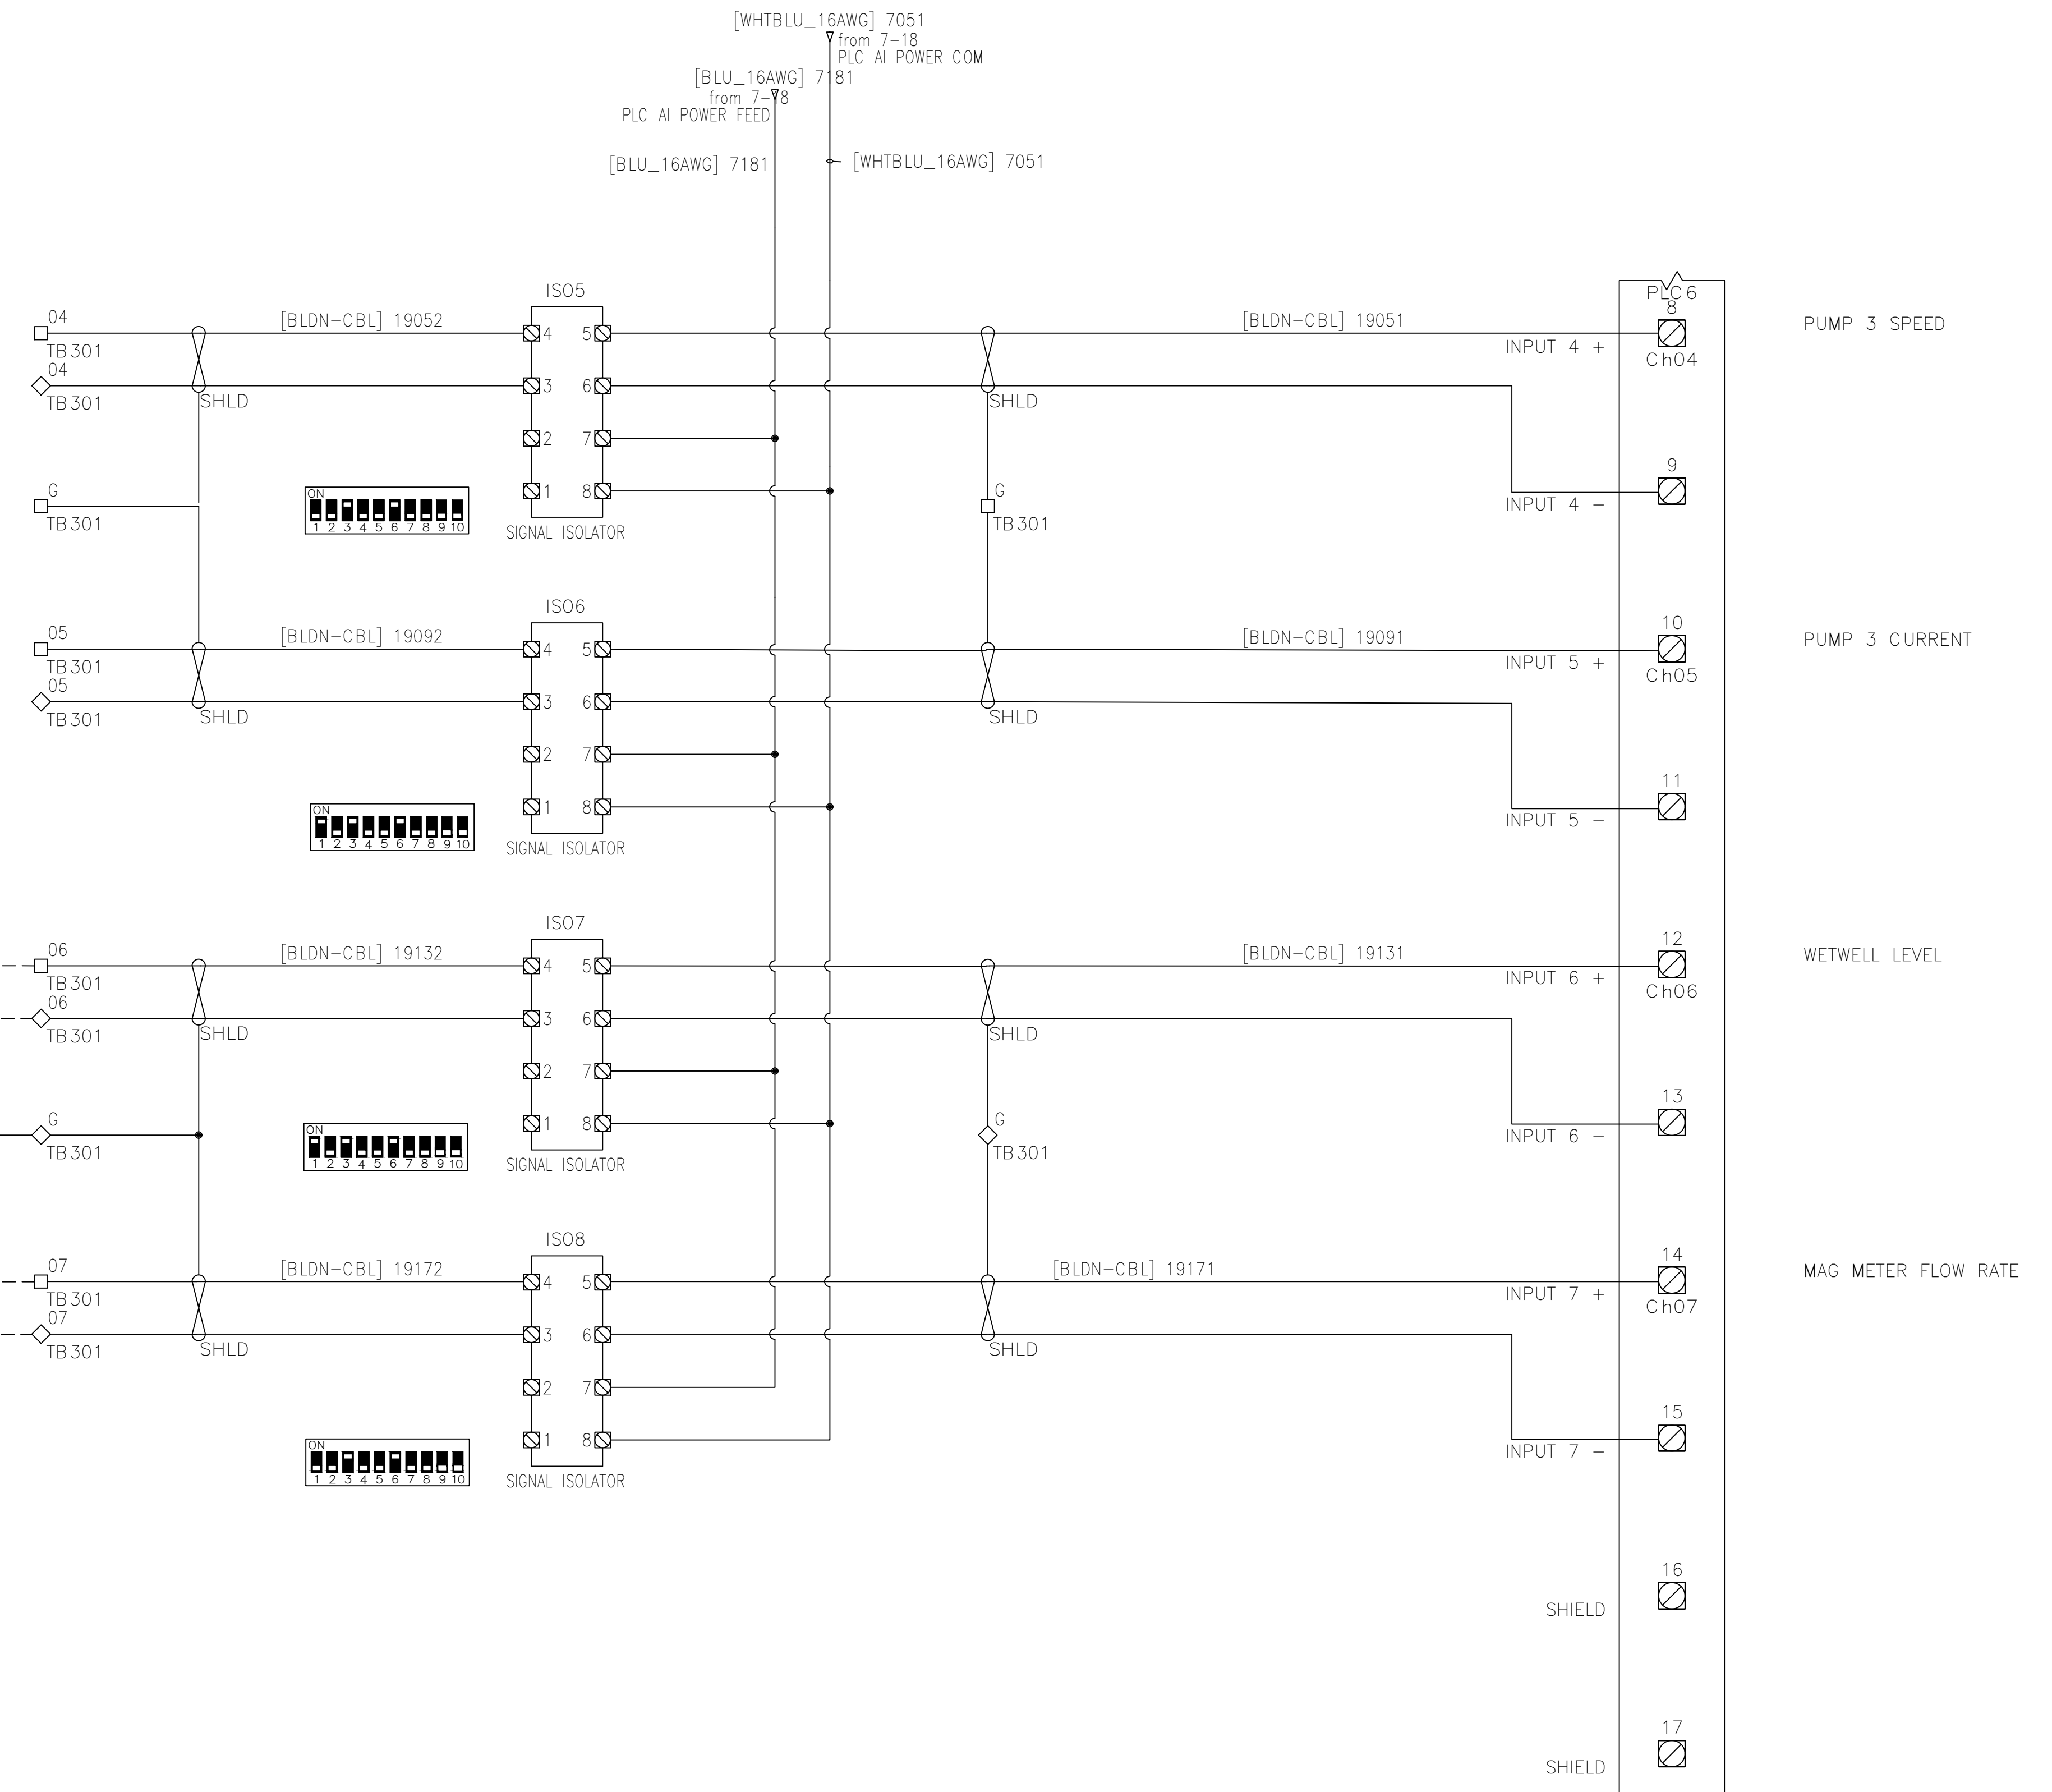 [WHTBLU_16AWG] 7051
from 7-18
PLC AI POWER COM
[BLU_16AWG] 7181
from 7-18
PLC AI POWER FEED
[BLU_16AWG] 7181
[WHTBLU_16AWG] 7051
ISO5
PLC6
04
[BLDN-CBL] 19052
4
5
[BLDN-CBL] 19051
INPUT 4 +
8
Ch04
PUMP 3 SPEED
TB301
04
TB301
SHLD
3
6
SHLD
2
7
G
TB301
ON
1 2 3 4 5 6 7 8 9 10
1
8
SIGNAL ISOLATOR
G
TB301
9
INPUT 4 -
ISO6
05
[BLDN-CBL] 19092
4
5
[BLDN-CBL] 19091
INPUT 5 +
10
Ch05
PUMP 3 CURRENT
TB301
05
TB301
SHLD
3
6
SHLD
2
7
ON
1 2 3 4 5 6 7 8 9 10
1
8
SIGNAL ISOLATOR
11
INPUT 5 -
ISO7
06
[BLDN-CBL] 19132
4
5
[BLDN-CBL] 19131
INPUT 6 +
12
Ch06
WETWELL LEVEL
TB301
06
TB301
SHLD
3
6
SHLD
2
7
G
TB301
ON
1 2 3 4 5 6 7 8 9 10
1
8
SIGNAL ISOLATOR
G
TB301
13
INPUT 6 -
ISO8
07
[BLDN-CBL] 19172
4
5
[BLDN-CBL] 19171
INPUT 7 +
14
Ch07
MAG METER FLOW RATE
TB301
07
TB301
SHLD
3
6
SHLD
2
7
ON
1 2 3 4 5 6 7 8 9 10
1
8
SIGNAL ISOLATOR
15
INPUT 7 -
16
SHIELD
17
SHIELD